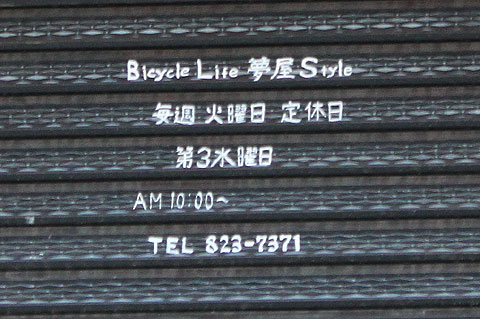 Bicycle Life 夢屋 Style
毎週 火曜日 定休日
第3水曜日
AM 10:00~
TEL 823-7371